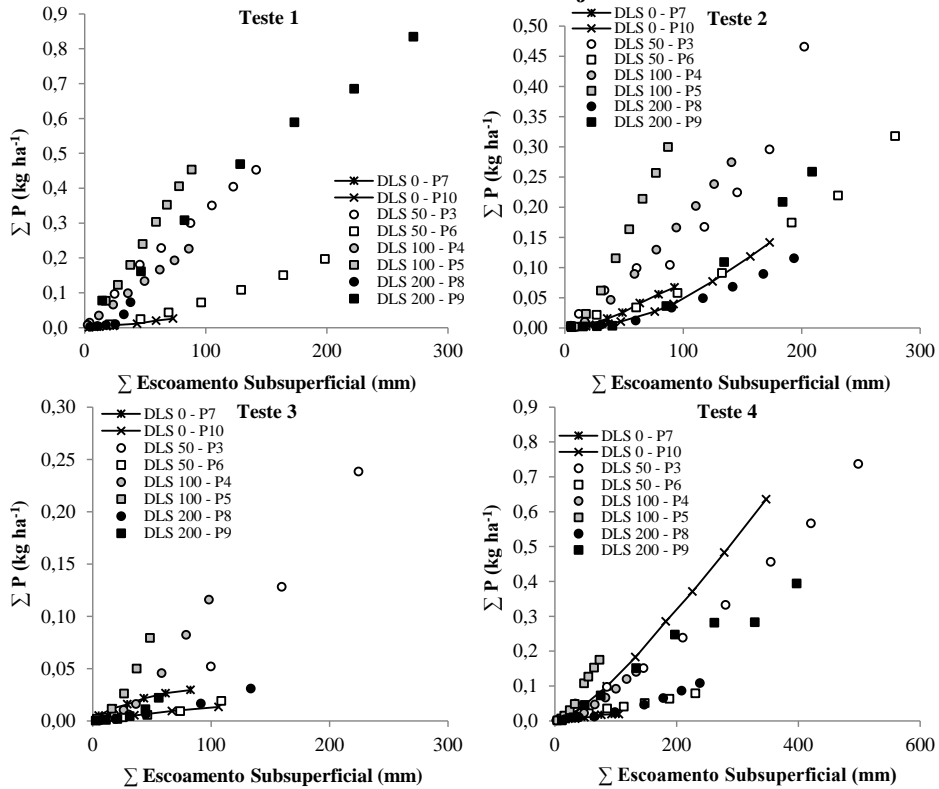 Teste 1
0,9
0,8
0,7
0,6
0,5
0,4
0,3
0,2
0,1
0,0
0
100
200
300
∑ P (kg ha⁻¹)
∑ Escoamento Subsuperficial (mm)
DLS 0 - P7
DLS 0 - P10
DLS 50 - P3
DLS 50 - P6
DLS 100 - P4
DLS 100 - P5
DLS 200 - P8
DLS 200 - P9
Teste 2
0,50
0,45
0,40
0,35
0,30
0,25
0,20
0,15
0,10
0,05
0,00
0
100
200
300
∑ P (kg ha⁻¹)
∑ Escoamento Subsuperficial (mm)
DLS 0 - P7
DLS 0 - P10
DLS 50 - P3
DLS 50 - P6
DLS 100 - P4
DLS 100 - P5
DLS 200 - P8
DLS 200 - P9
Teste 3
0,30
0,25
0,20
0,15
0,10
0,05
0,00
0
100
200
300
∑ P (kg ha⁻¹)
∑ Escoamento Subsuperficial (mm)
DLS 0 - P7
DLS 0 - P10
DLS 50 - P3
DLS 50 - P6
DLS 100 - P4
DLS 100 - P5
DLS 200 - P8
DLS 200 - P9
Teste 4
0,9
0,8
0,7
0,6
0,5
0,4
0,3
0,2
0,1
0,0
0
200
400
600
∑ P (kg ha⁻¹)
∑ Escoamento Subsuperficial (mm)
DLS 0 - P7
DLS 0 - P10
DLS 50 - P3
DLS 50 - P6
DLS 100 - P4
DLS 100 - P5
DLS 200 - P8
DLS 200 - P9